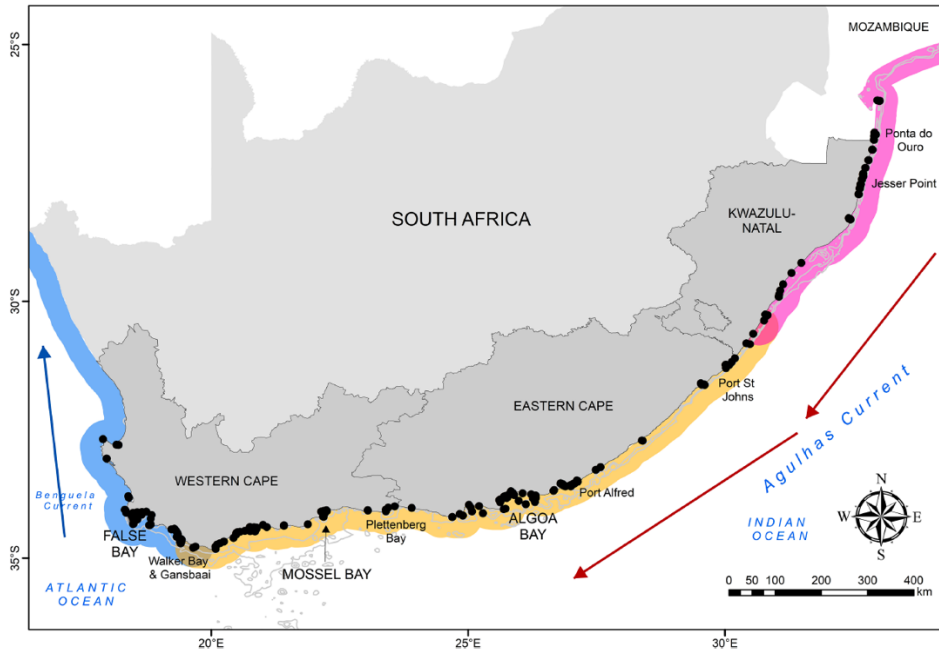 MOZAMBIQUE
25°S
Ponta do
Ouro
Jesser Point
SOUTH AFRICA
KWAZULU-
NATAL
30°S
Port St
Johns
EASTERN CAPE
Agulhas Current
WESTERN CAPE
Benguela
Current
Port Alfred
ALGOA
BAY
Plettenberg
Bay
FALSE
BAY
Walker Bay
& Gansbaai
MOSSEL BAY
INDIAN
OCEAN
N
W
E
S
35°S
ATLANTIC
OCEAN
0 50 100 200 300 400
km
20°E
25°E
30°E